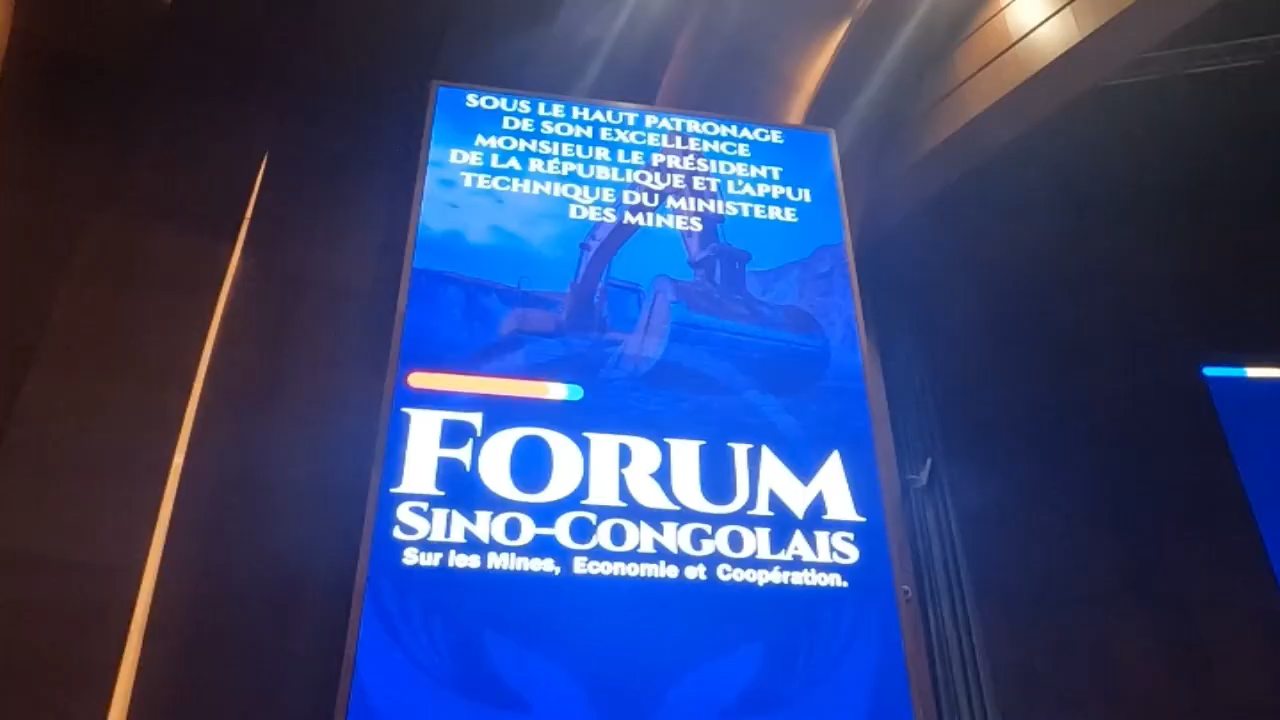 SOUS LE HAUT PATRONAGE
DE SON EXCELLENCE
MONSIEUR LE PRÉSIDENT
DE LA RÉPUBLIQUE ET L'APPUI
TECHNIQUE DU MINISTERE
DES MINES
FORUM
SINO-CONGOLAIS
Sur les Mines, Economie et Coopération.